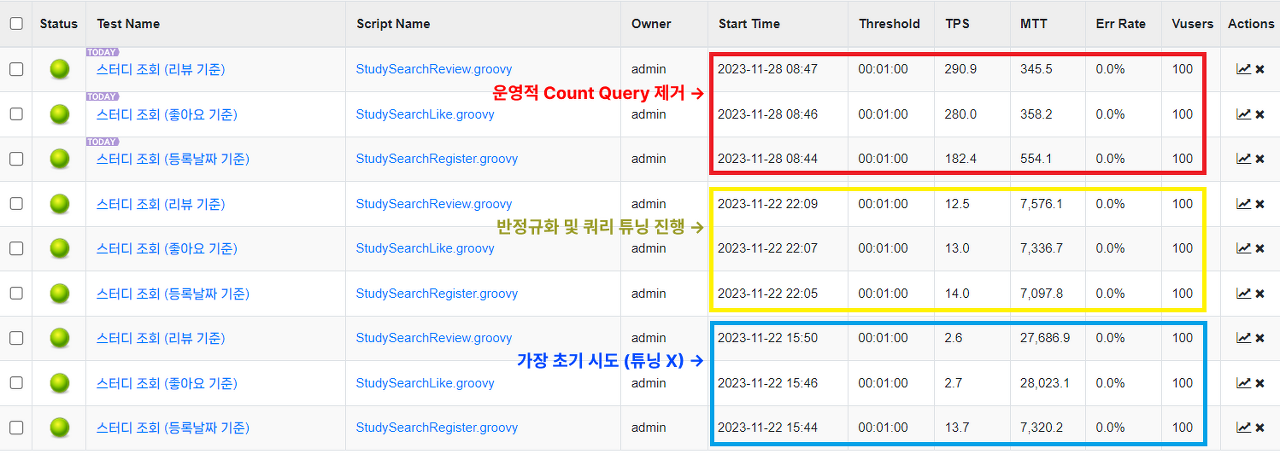 Status Test Name Script Name Owner Start Time Threshold TPS MTT Err Rate Vusers Actions
TODAY
스터디 조회 (리뷰 기준) StudySearchReview.groovy admin 2023-11-28 08:47 00:01:00 290.9 345.5 0.0% 100
운영적 Count Query 제거 →
TODAY
스터디 조회 (좋아요 기준) StudySearchLike.groovy admin 2023-11-28 08:46 00:01:00 280.0 358.2 0.0% 100
TODAY
스터디 조회 (등록날짜 기준) StudySearchRegister.groovy admin 2023-11-28 08:44 00:01:00 182.4 554.1 0.0% 100
스터디 조회 (리뷰 기준) StudySearchReview.groovy admin 2023-11-22 22:09 00:01:00 12.5 7,576.1 0.0% 100
반정규화 및 쿼리 튜닝 진행 →
스터디 조회 (좋아요 기준) StudySearchLike.groovy admin 2023-11-22 22:07 00:01:00 13.0 7,336.7 0.0% 100
스터디 조회 (등록날짜 기준) StudySearchRegister.groovy admin 2023-11-22 22:05 00:01:00 14.0 7,097.8 0.0% 100
스터디 조회 (리뷰 기준) StudySearchReview.groovy admin 2023-11-22 15:50 00:01:00 2.6 27,686.9 0.0% 100
가장 초기 시도 (튜닝 X) →
스터디 조회 (좋아요 기준) StudySearchLike.groovy admin 2023-11-22 15:46 00:01:00 2.7 28,023.1 0.0% 100
스터디 조회 (등록날짜 기준) StudySearchRegister.groovy admin 2023-11-22 15:44 00:01:00 13.7 7,320.2 0.0% 100